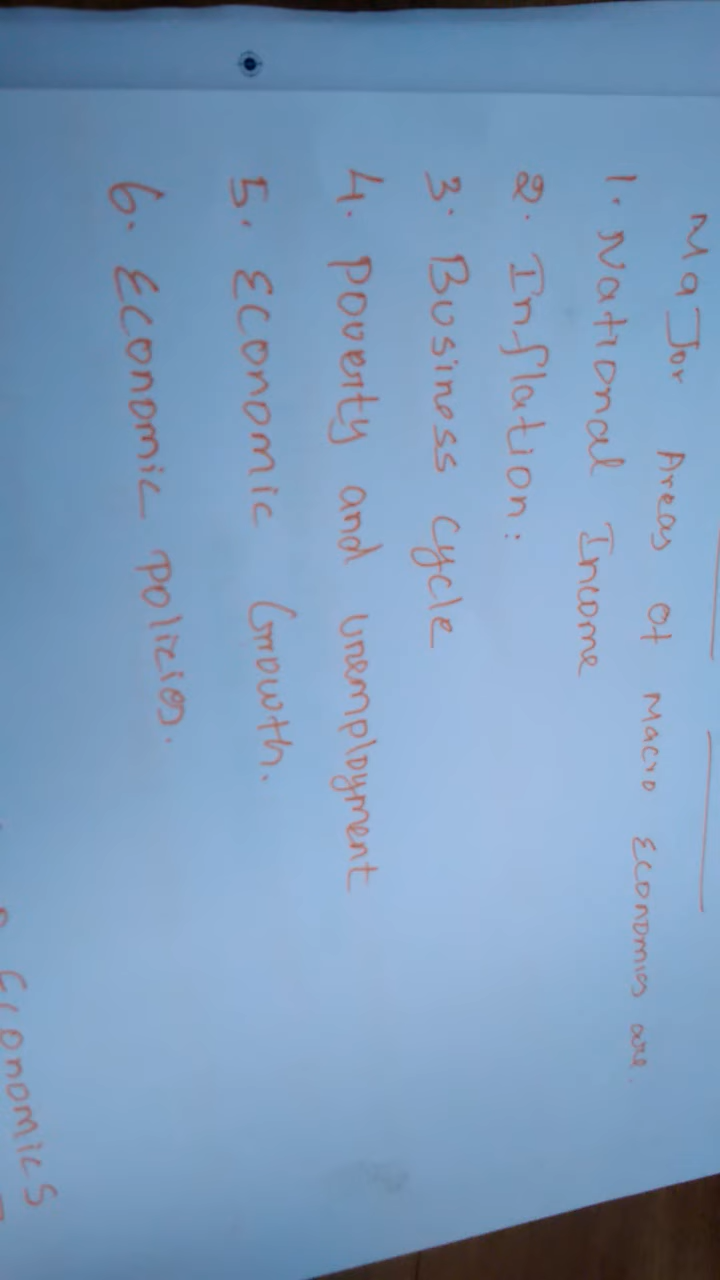 Major Areas Of Macro Economics are.
1. National Income
2. Inflation:
3. Business Cycle
4. Poverty and Unemployment
5. Economic Growth.
6. Economic policies.
Economics